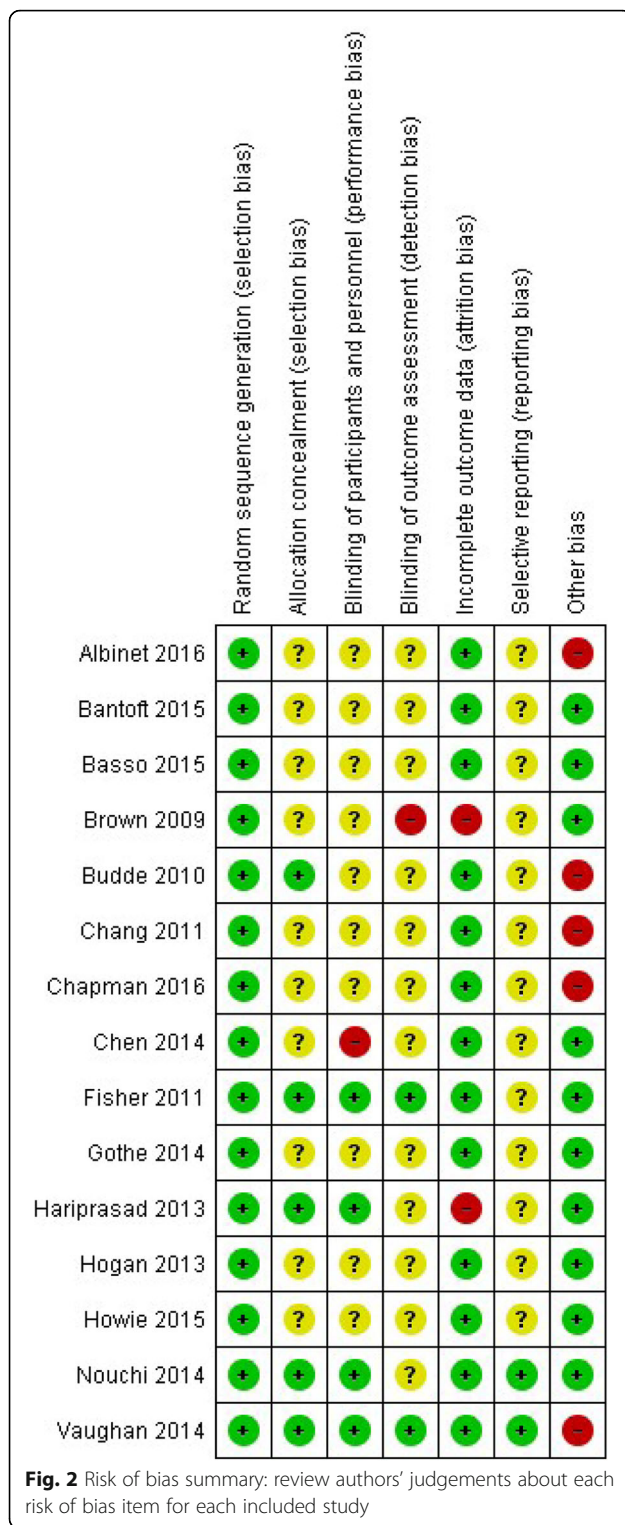 Random sequence generation (selection bias)
Allocation concealment (selection bias)
Blinding of participants and personnel (performance bias)
Blinding of outcome assessment (detection bias)
Incomplete outcome data (attrition bias)
Selective reporting (reporting bias)
Other bias
Albinet 2016 + ? ? ? + ? -
Bantoft 2015 + ? ? ? + ? +
Basso 2015 + ? ? ? + ? +
Brown 2009 + ? ? - - ? +
Budde 2010 + + ? ? + ? -
Chang 2011 + ? ? ? + ? -
Chapman 2016 + ? ? ? + ? -
Chen 2014 + ? - ? + ? +
Fisher 2011 + + + + + ? +
Gothe 2014 + ? ? ? + ? +
Hariprasad 2013 + + + ? - ? +
Hogan 2013 + ? ? ? + ? +
Howie 2015 + ? ? ? + ? +
Nouchi 2014 + + + ? + + +
Vaughan 2014 + + + + + + -
Fig. 2 Risk of bias summary: review authors’ judgements about each
risk of bias item for each included study